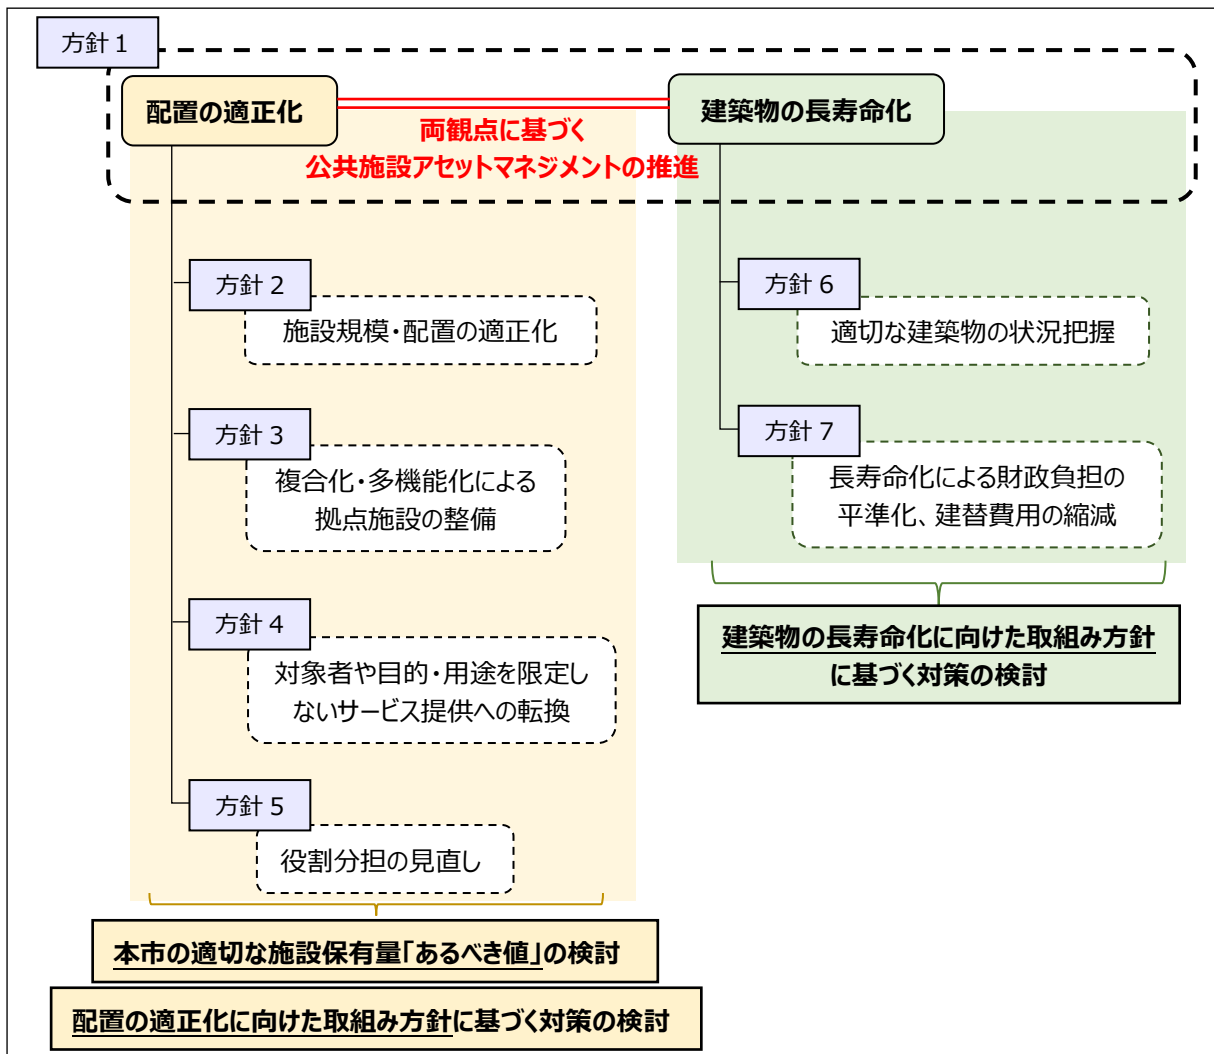 方針１
配置の適正化
建築物の長寿命化
両観点に基づく
公共施設アセットマネジメントの推進
方針２
施設規模・配置の適正化
方針３
複合化・多機能化による
拠点施設の整備
方針４
対象者や目的・用途を限定し
ないサービス提供への転換
方針５
役割分担の見直し
本市の適切な施設保有量「あるべき値」の検討
配置の適正化に向けた取組み方針に基づく対策の検討
方針６
適切な建築物の状況把握
方針７
長寿命化による財政負担の
平準化、建替費用の縮減
建築物の長寿命化に向けた取組み方針
に基づく対策の検討